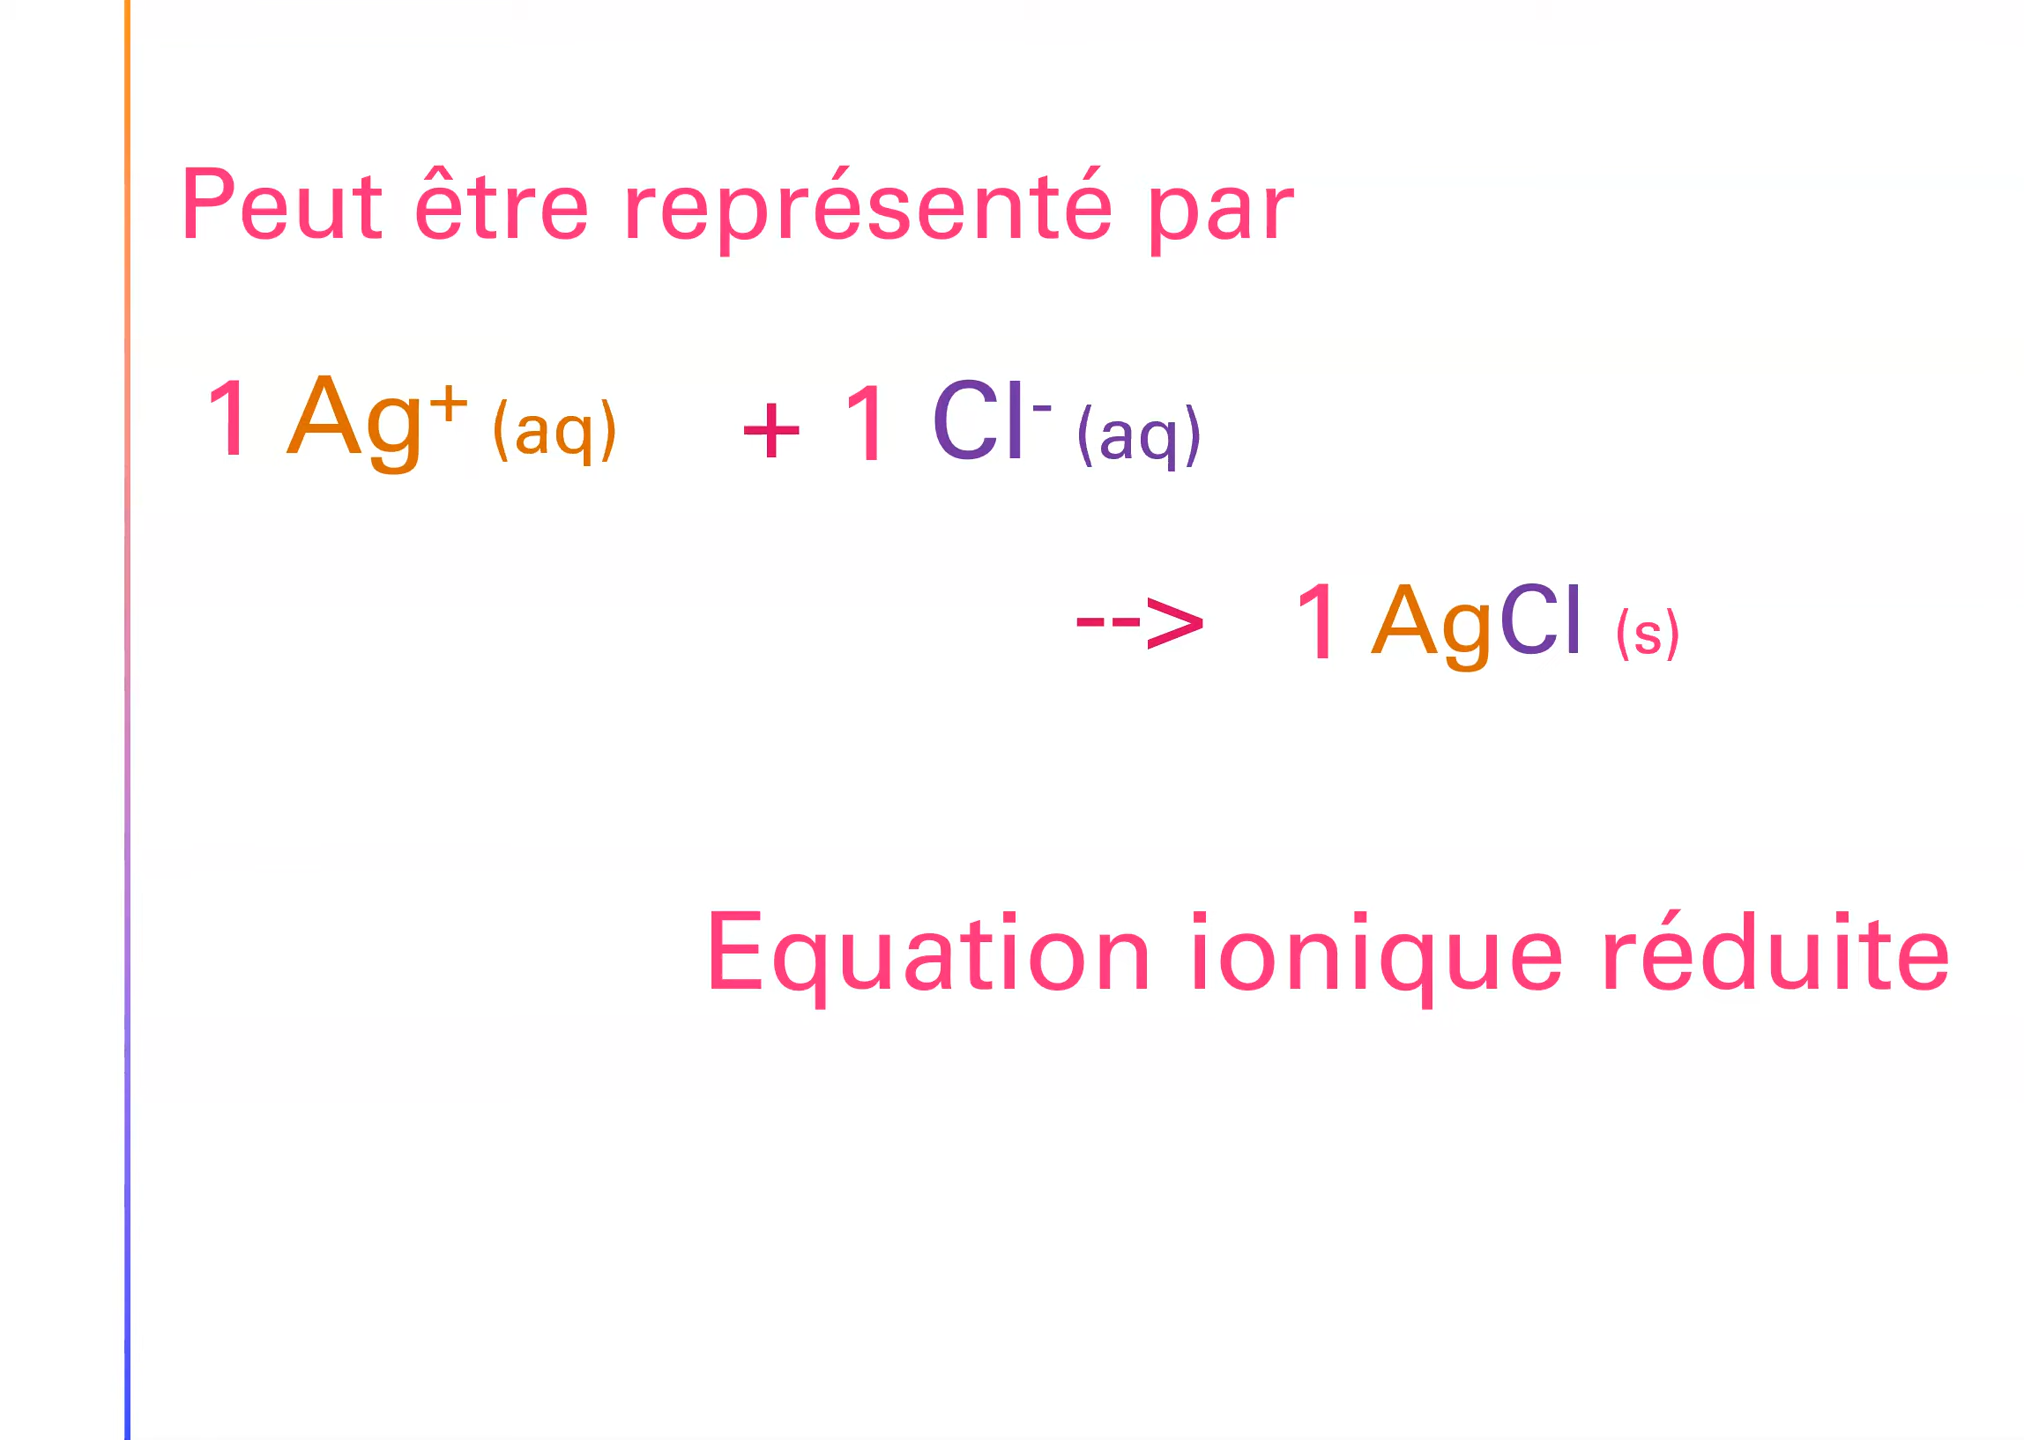 Peut être représenté par
1 Ag⁺ (aq) + 1 Cl⁻ (aq)
--> 1 AgCl (s)
Equation ionique réduite